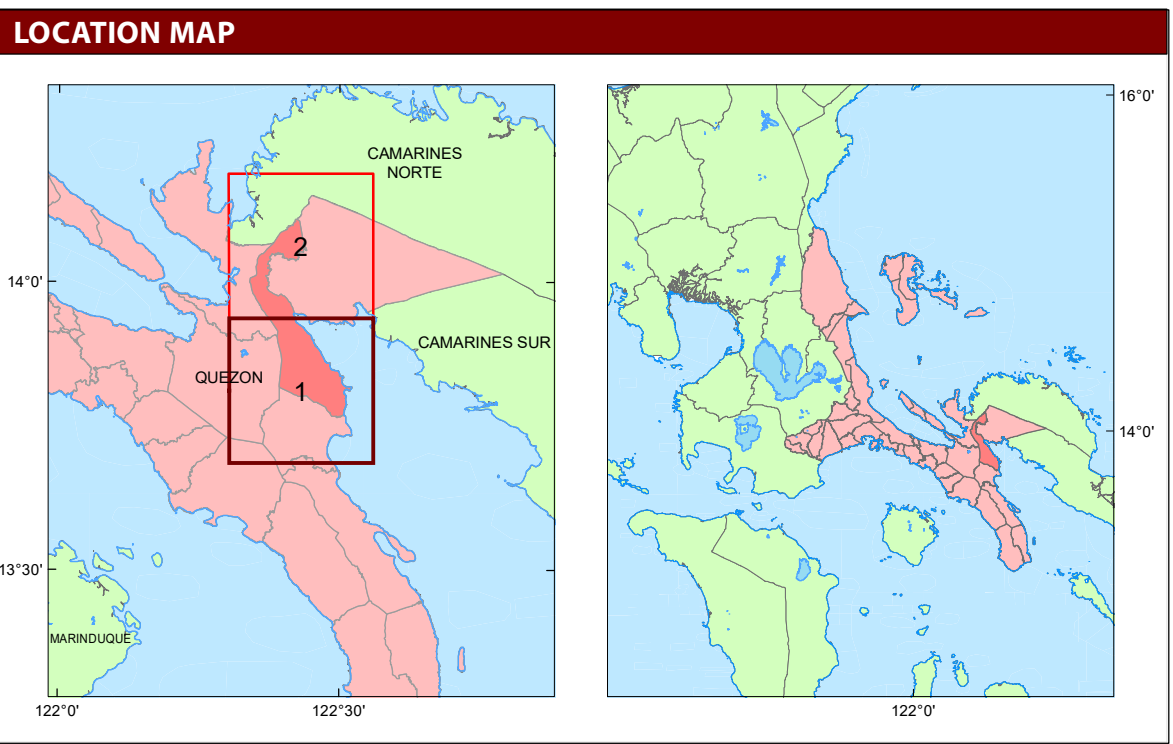 LOCATION MAP
CAMARINES
NORTE
2
14°0'
CAMARINES SUR
QUEZON
1
13°30'
MARINDUQUE
122°0'
122°30'
16°0'
14°0'
122°0'